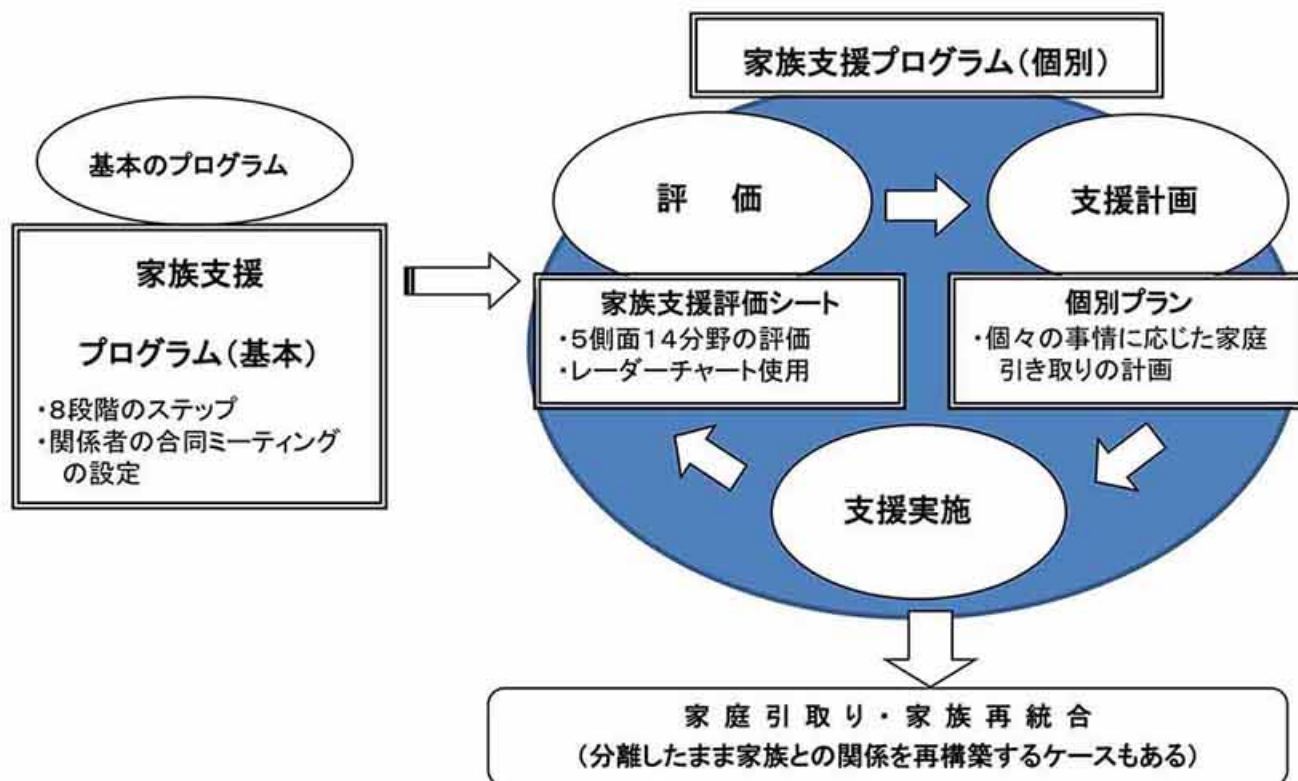 基本のプログラム
家族支援
プログラム(基本)
・8段階のステップ
・関係者の合同ミーティング
の設定
家族支援プログラム(個別)
評 価
家族支援評価シート
・5側面14分野の評価
・レーダーチャート使用
支援計画
個別プラン
・個々の事情に応じた家庭
引き取りの計画
支援実施
家庭引取り・家族再統合
(分離したまま家族との関係を再構築するケースもある)